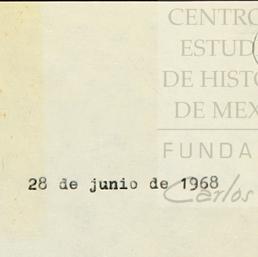 CENTRO
ESTUD
DE HISTO
DE MEX
FUNDA
Carlos
28 de junio de 1968